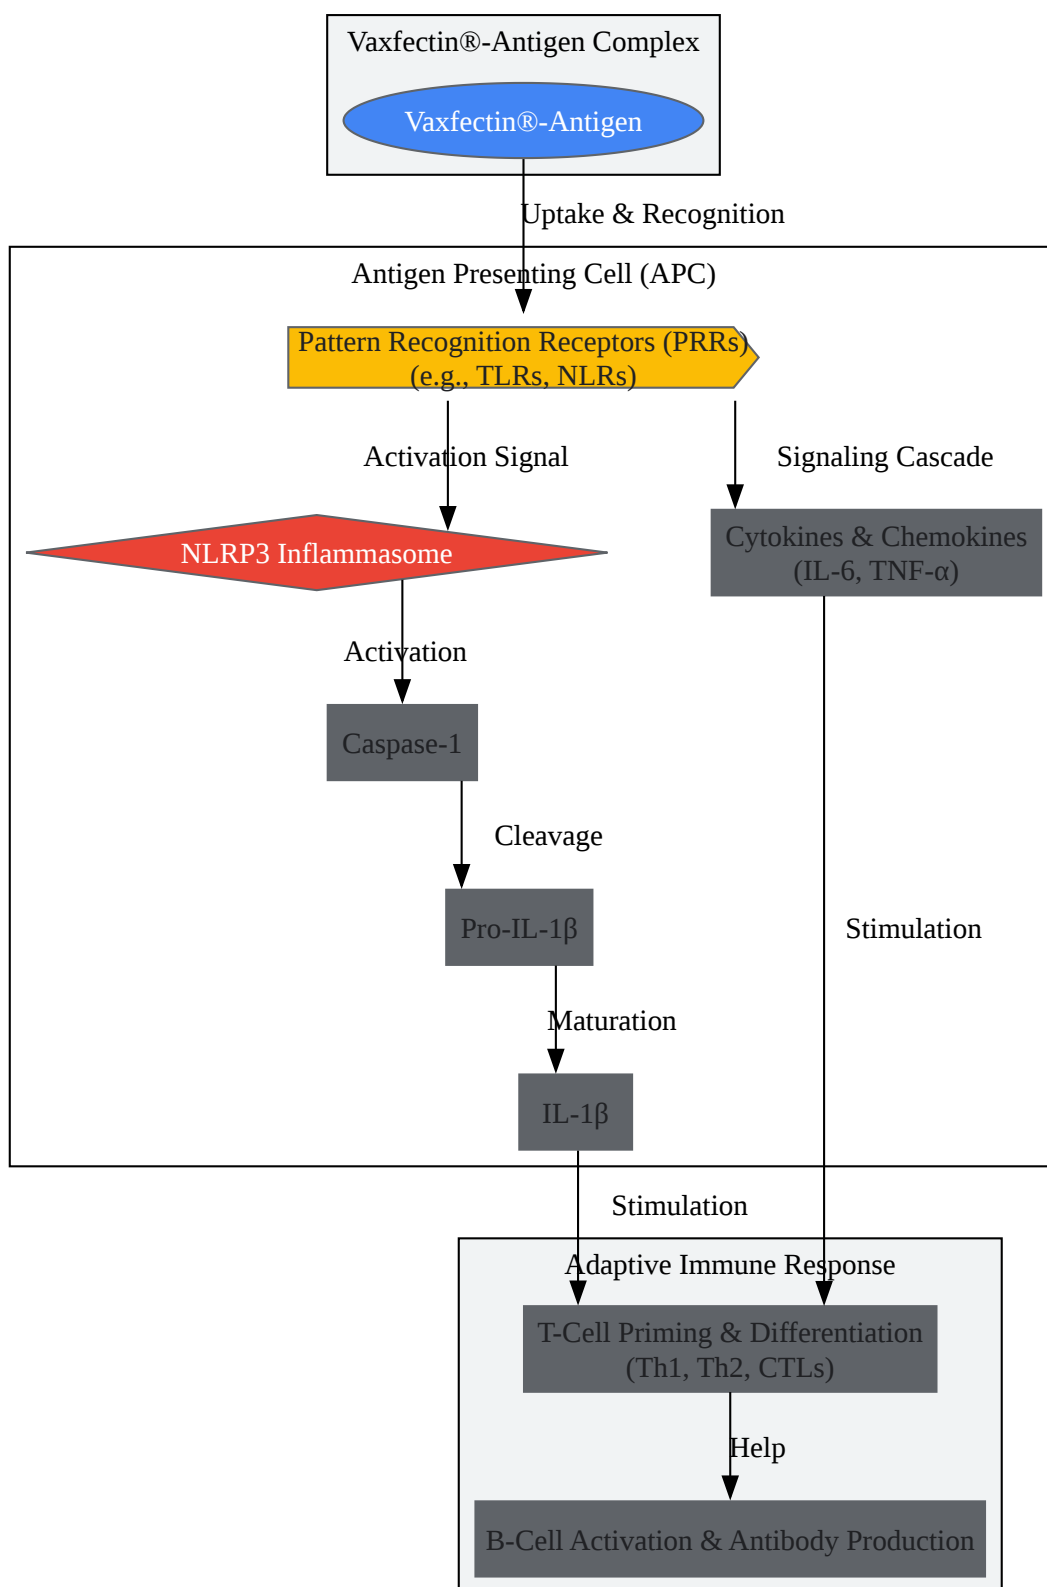 Vaxfectin®-Antigen Complex
Vaxfectin®-Antigen
Uptake & Recognition
Antigen Presenting Cell (APC)
Pattern Recognition Receptors (PRRs)
(e.g., TLRs, NLRs)
Activation Signal
Signaling Cascade
NLRP3 Inflammasome
Cytokines & Chemokines
(IL-6, TNF-α)
Activation
Caspase-1
Cleavage
Pro-IL-1β
Stimulation
Maturation
IL-1β
Stimulation
Adaptive Immune Response
T-Cell Priming & Differentiation
(Th1, Th2, CTLs)
Help
B-Cell Activation & Antibody Production